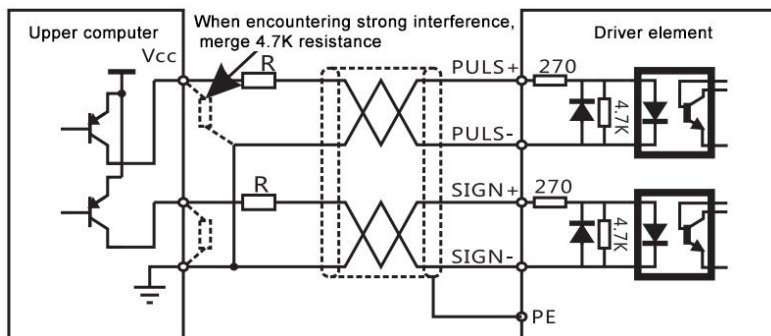 When encountering strong interference,
merge 4.7K resistance
Upper computer
Driver element
Vcc
R
PULS+
270
4.7K
PULS-
R
SIGN+
270
4.7K
SIGN-
PE